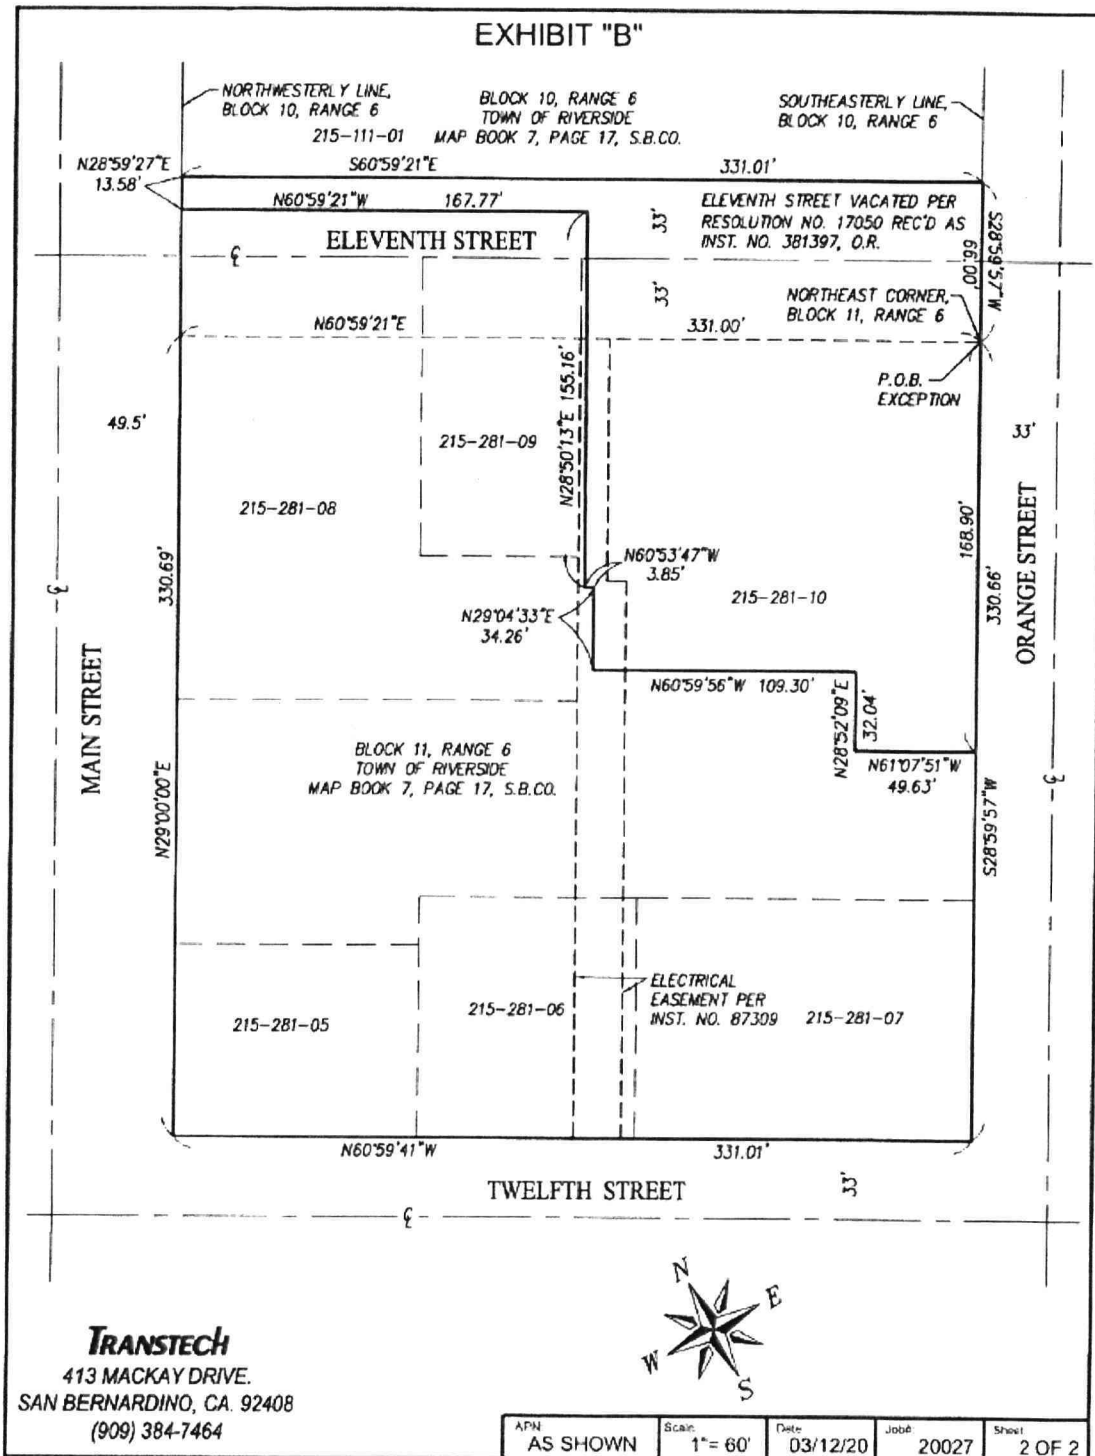 EXHIBIT "B"
NORTHWESTERLY LINE,
BLOCK 10, RANGE 6
BLOCK 10, RANGE 6
TOWN OF RIVERSIDE
MAP BOOK 7, PAGE 17, S.B.CO.
SOUTHEASTERLY LINE,
BLOCK 10, RANGE 6
215-111-01
N28°59'27"E
13.58'
S60°59'21"E
331.01'
N60°59'21"W
167.77'
ELEVENTH STREET VACATED PER
RESOLUTION NO. 17050 REC'D AS
INST. NO. 381397, O.R.
33'
S28°59'57"W
66.00'
ELEVENTH STREET
33'
NORTHEAST CORNER,
BLOCK 11, RANGE 6
N60°59'21"E
331.00'
P.O.B.
EXCEPTION
49.5'
N28°50'13"E 155.16'
33'
215-281-09
215-281-08
168.90'
N60°53'47"W
3.85'
330.69'
330.66'
ORANGE STREET
215-281-10
N29°04'33"E
34.26'
MAIN STREET
N60°59'56"W 109.30'
N28°52'09"E
32.04'
BLOCK 11, RANGE 6
TOWN OF RIVERSIDE
MAP BOOK 7, PAGE 17, S.B.CO.
N61°07'51"W
49.63'
N29°00'00"E
S28°59'57"W
ELECTRICAL
EASEMENT PER
INST. NO. 87309
215-281-05
215-281-06
215-281-07
N60°59'41"W
331.01'
TWELFTH STREET
33'
N
E
W
S
TRANSTECH
413 MACKAY DRIVE.
SAN BERNARDINO, CA. 92408
(909) 384-7464
APN
AS SHOWN
Scale:
1"= 60'
Date
03/12/20
Job#:
20027
Sheet
2 OF 2